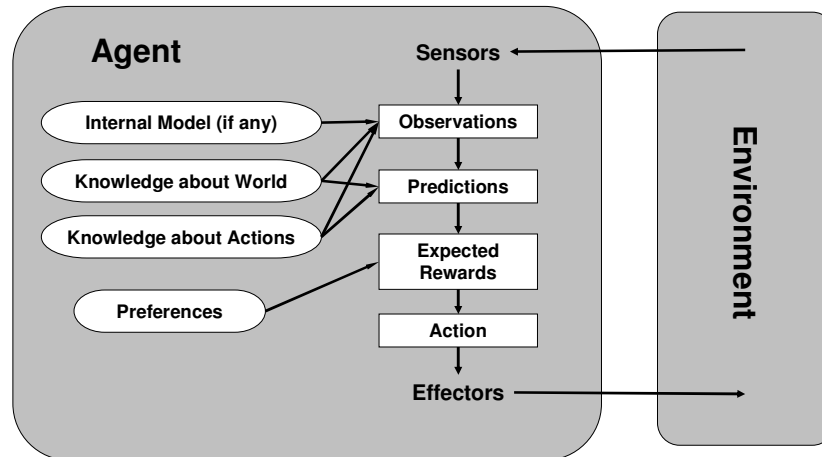 Agent
Sensors
Internal Model (if any)
Observations
Knowledge about World
Predictions
Knowledge about Actions
Expected
Rewards
Preferences
Action
Effectors
Environment